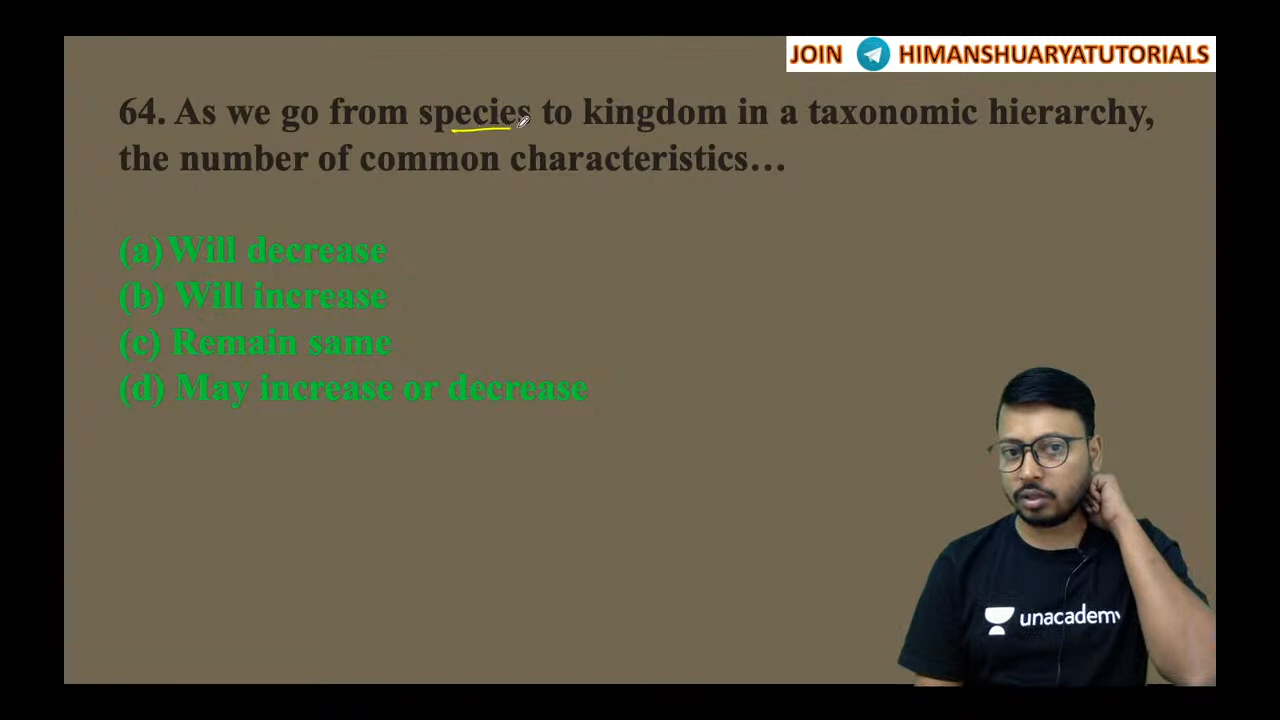 JOIN HIMANSHUARYATUTORIALS
64. As we go from species to kingdom in a taxonomic hierarchy,
the number of common characteristics…
(a) Will decrease
(b) Will increase
(c) Remain same
(d) May increase or decrease
unacademy